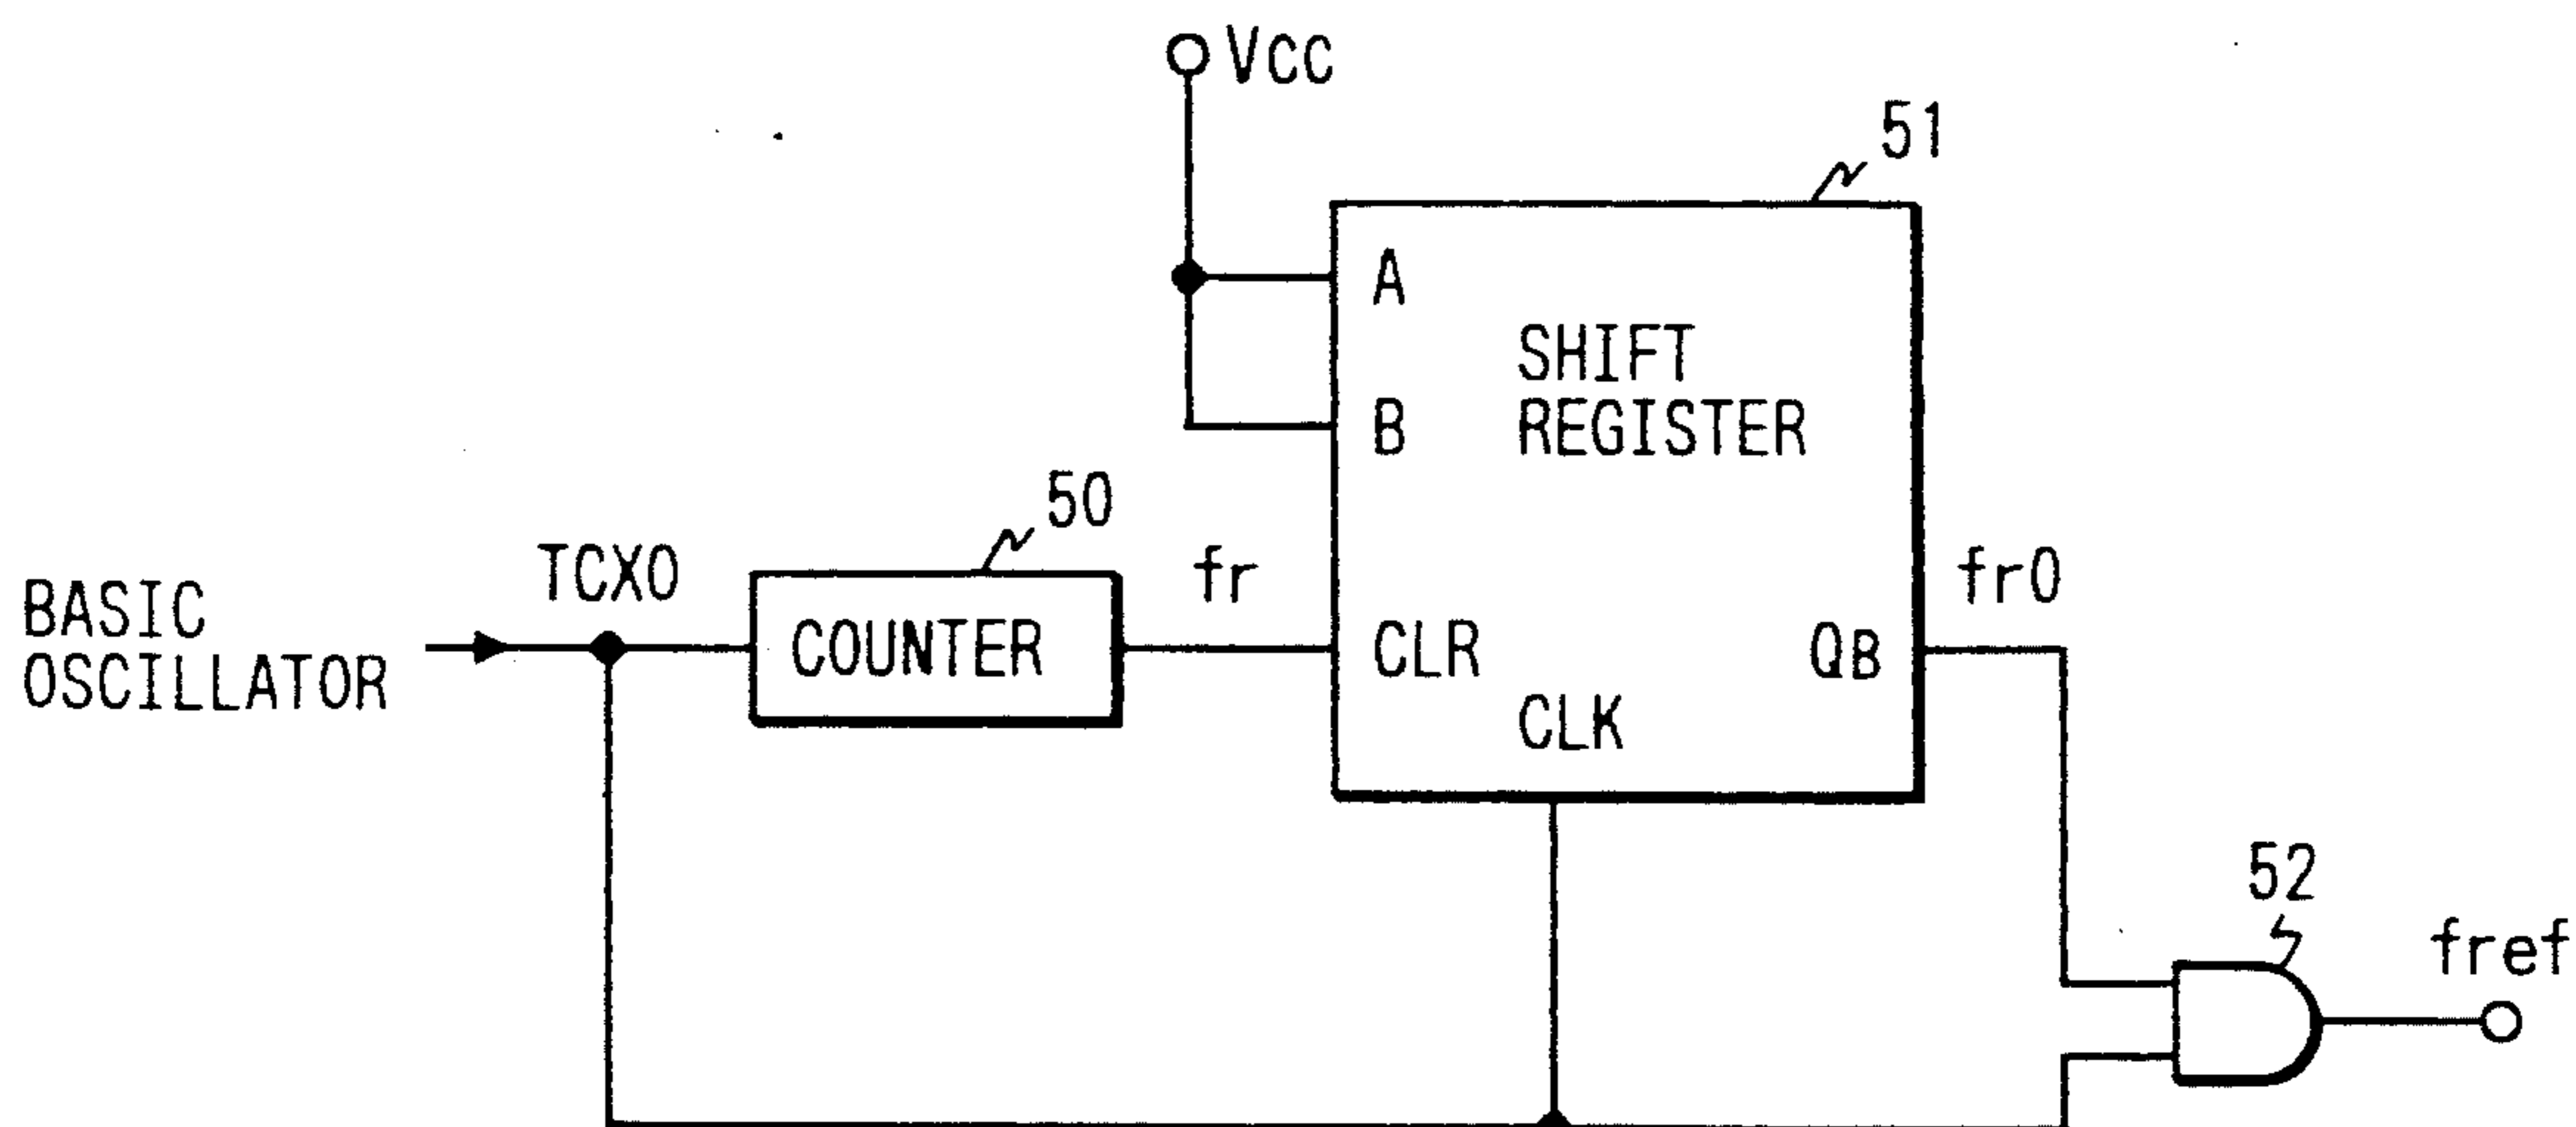 VCC
51
A
SHIFT
REGISTER
B
50
TCXO
fr
fr0
BASIC
OSCILLATOR
COUNTER
CLR
QB
CLK
52
fref